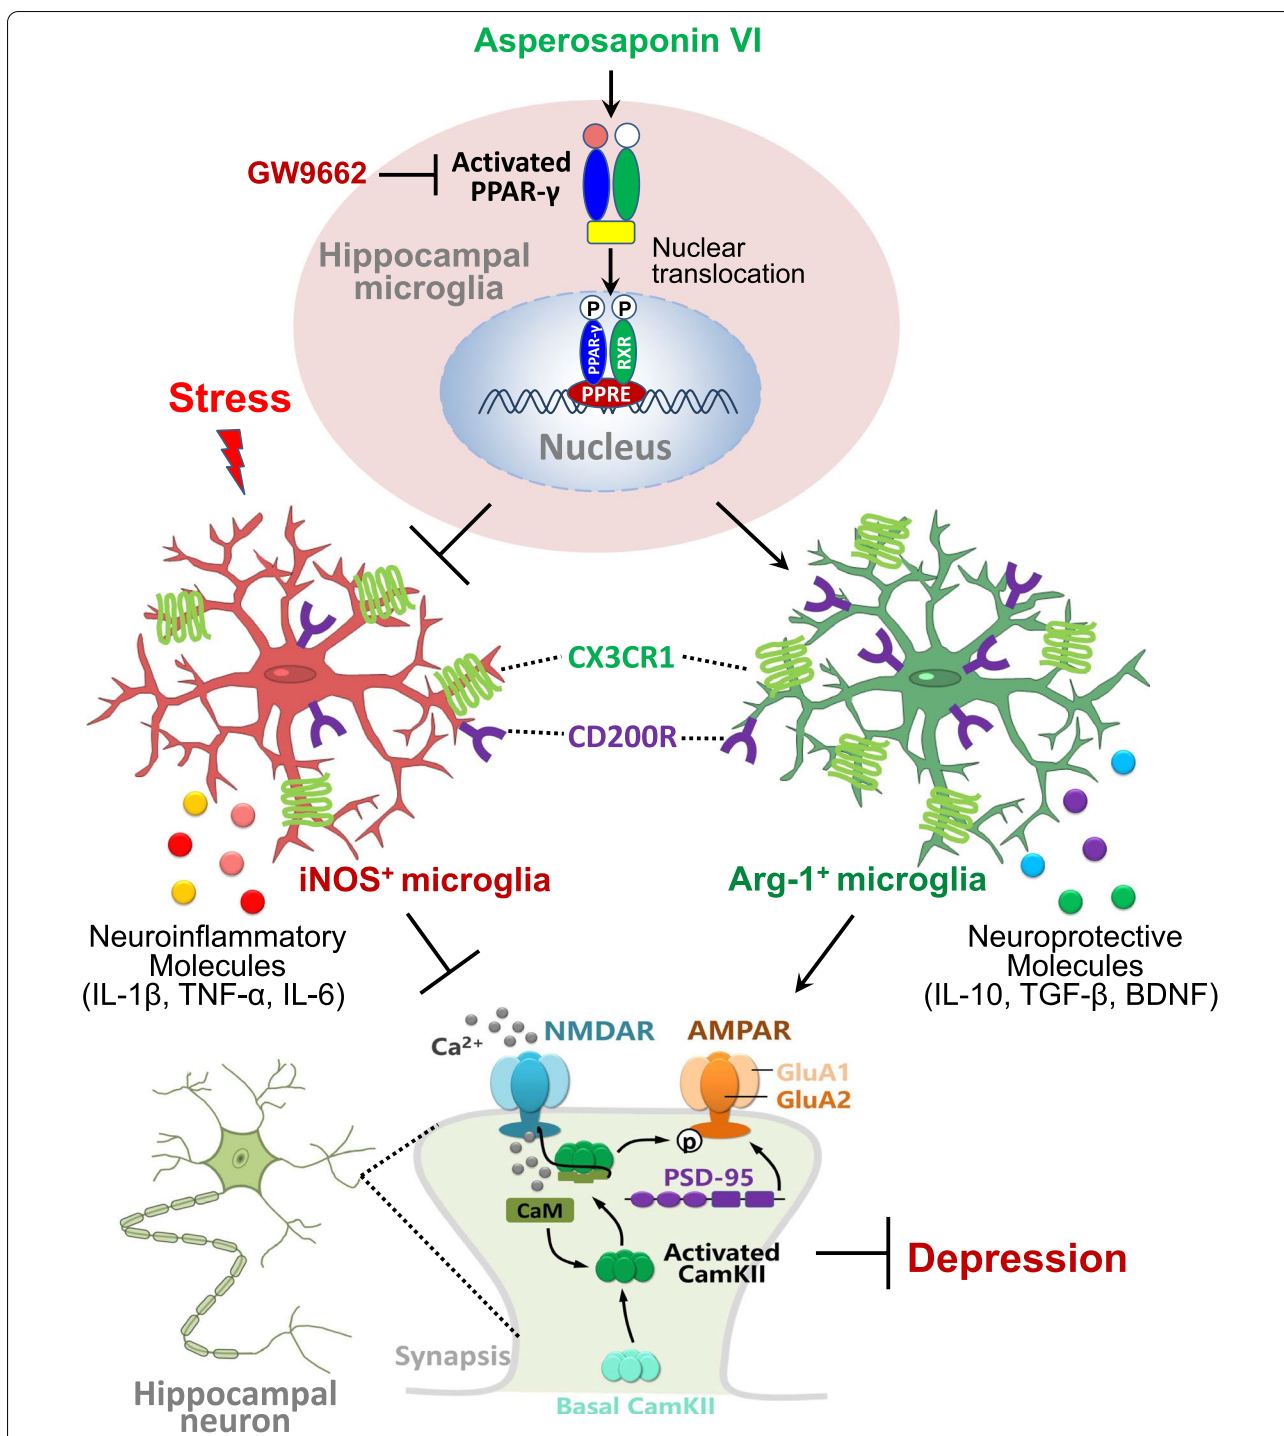 Asperosaponin VI
GW9662
Activated
PPAR-γ
Hippocampal
microglia
Nuclear
translocation
P P
PPAR-γ
RXR
PPRE
Nucleus
Stress
CX3CR1
CD200R
iNOS⁺ microglia
Arg-1⁺ microglia
Neuroinflammatory
Molecules
(IL-1β, TNF-α, IL-6)
Neuroprotective
Molecules
(IL-10, TGF-β, BDNF)
Ca²⁺
NMDAR
AMPAR
GluA1
GluA2
p
PSD-95
CaM
Activated
CamKII
Depression
Synapsis
Basal CamKII
Hippocampal
neuron